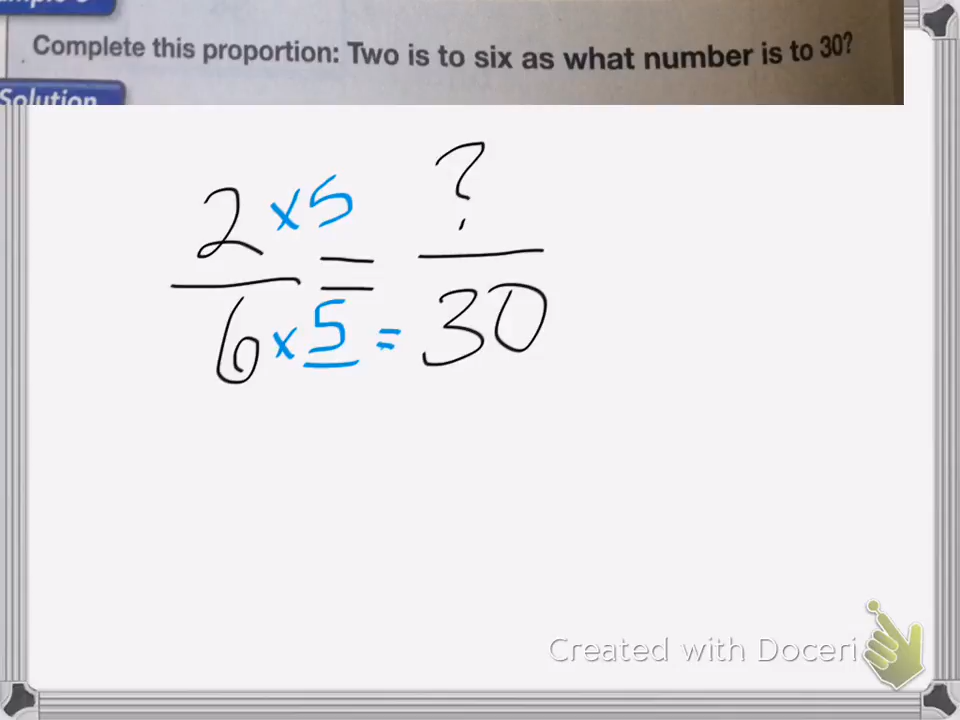 Complete this proportion: Two is to six as what number is to 30?
Solution
2 x5 = ?
6 x 5 = 30
Created with Doceri